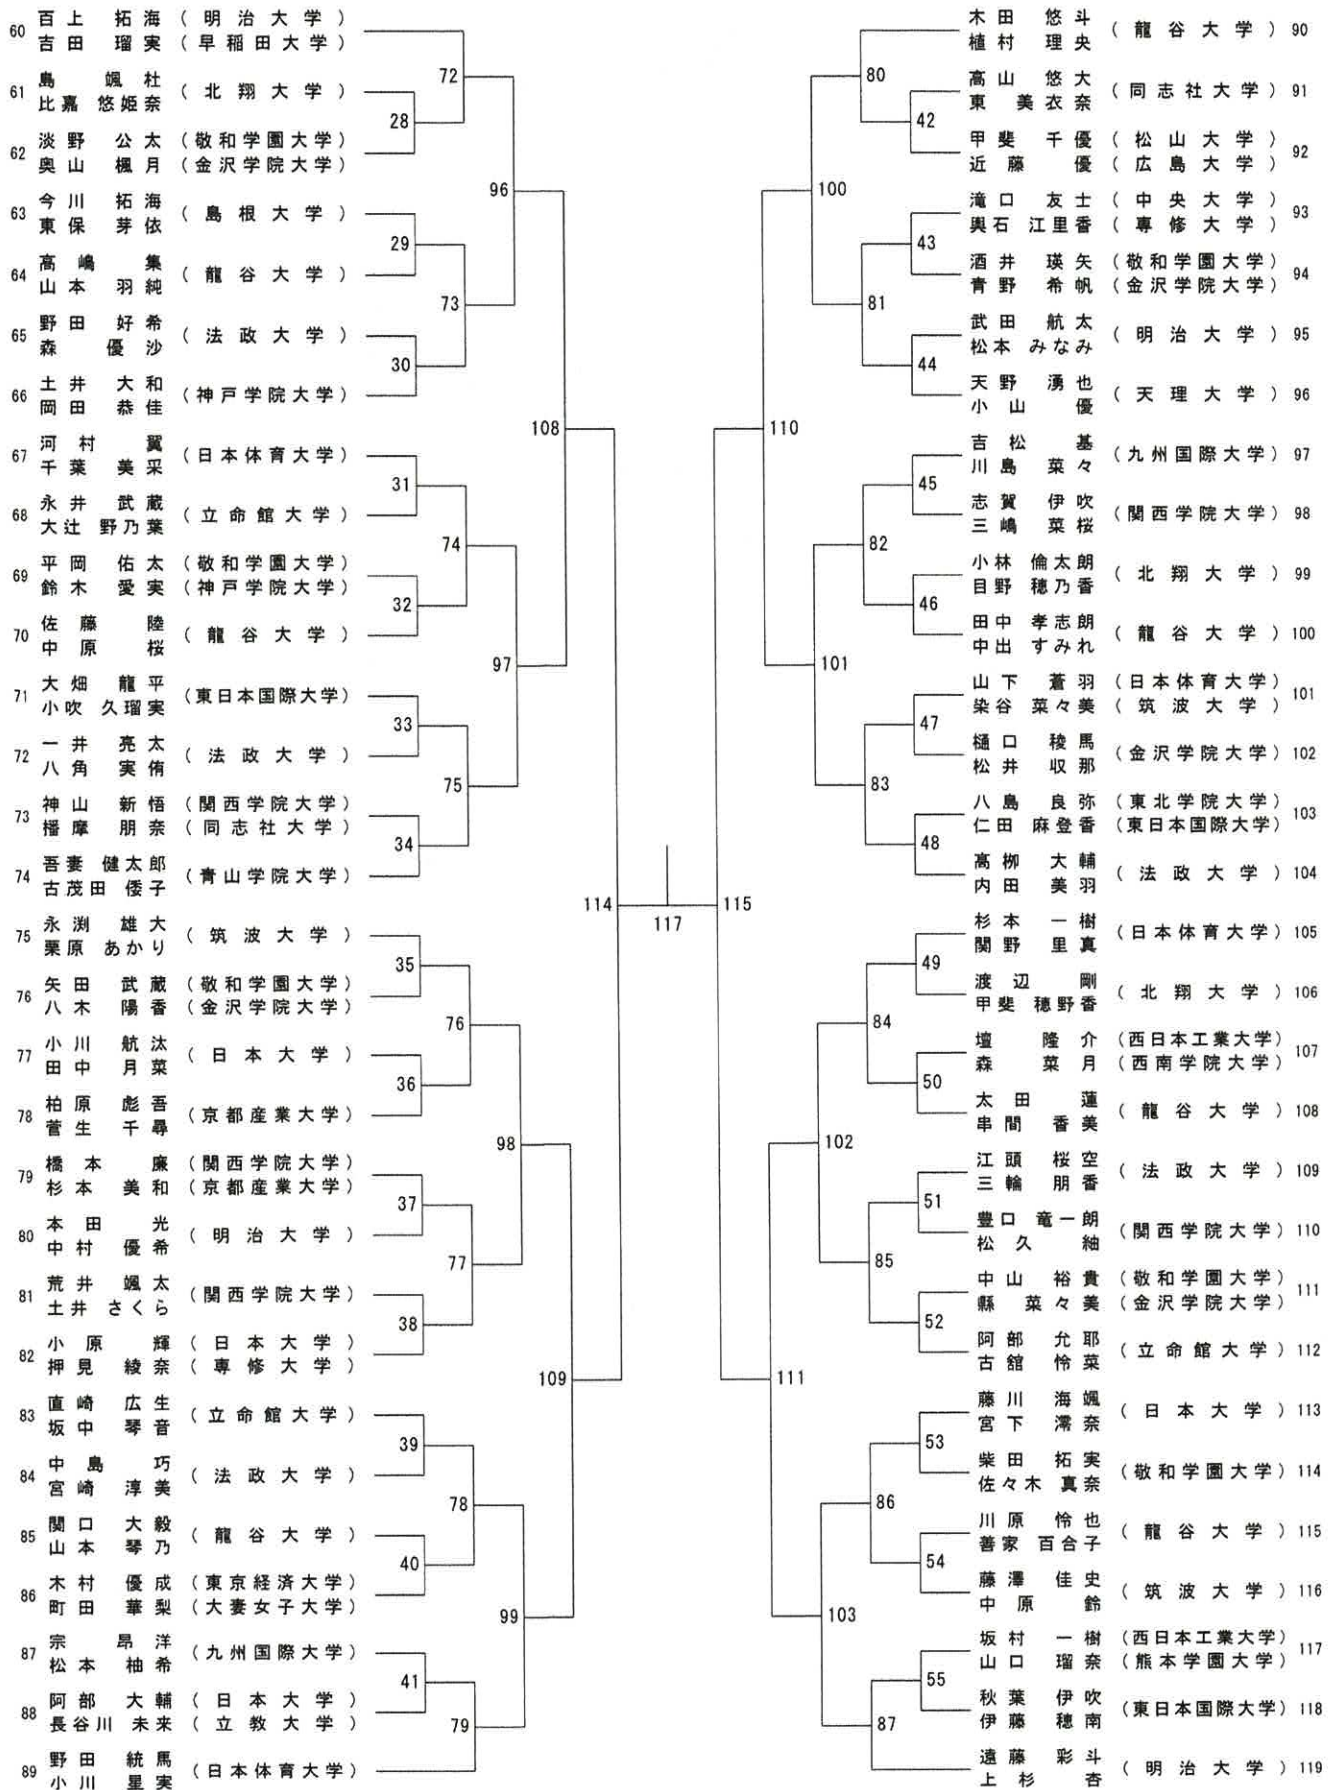 60 百上 拓海 （明治大学）
吉田 瑠実 （早稲田大学）
61 島 颯杜 （北翔大学）
比嘉 悠姫奈
62 淡野 公太 （敬和学園大学）
奥山 楓月 （金沢学院大学）
63 今川 拓海 （島根大学）
東保 芽依
64 高嶋 集 （龍谷大学）
山本 羽純
65 野田 好希 （法政大学）
森 優沙
66 土井 大和 （神戸学院大学）
岡田 恭佳
67 河村 翼 （日本体育大学）
千葉 美采
68 永井 武蔵 （立命館大学）
大辻 野乃葉
69 平岡 佑太 （敬和学園大学）
鈴木 愛実 （神戸学院大学）
70 佐藤 陸 （龍谷大学）
中原 桜
71 大畑 龍平 （東日本国際大学）
小吹 久瑠実
72 一井 亮太 （法政大学）
八角 実侑
73 神山 新悟 （関西学院大学）
播摩 朋奈 （同志社大学）
74 吾妻 健太郎 （青山学院大学）
古茂田 倭子
75 永渕 雄大 （筑波大学）
栗原 あかり
76 矢田 武蔵 （敬和学園大学）
八木 陽香 （金沢学院大学）
77 小川 航汰 （日本大学）
田中 月菜
78 柏原 彪吾 （京都産業大学）
菅生 千尋
79 橋本 廉 （関西学院大学）
杉本 美和 （京都産業大学）
80 本田 光 （明治大学）
中村 優希
81 荒井 颯太 （関西学院大学）
土井 さくら
82 小原 輝 （日本大学）
押見 綾奈 （専修大学）
83 直崎 広生 （立命館大学）
坂中 琴音
84 中島 巧 （法政大学）
宮崎 淳美
85 関口 大毅 （龍谷大学）
山本 琴乃
86 木村 優成 （東京経済大学）
町田 華梨 （大妻女子大学）
87 宗 昂洋 （九州国際大学）
松本 柚希
88 阿部 大輔 （日本大学）
長谷川 未来 （立教大学）
89 野田 統馬 （日本体育大学）
小川 星実
72
28
96
29
73
30
108
31
74
32
97
33
75
34
114
35
76
36
98
37
77
38
109
39
78
40
99
41
79
117
80
42
100
43
81
44
110
45
82
46
101
47
83
48
115
49
84
50
102
51
85
52
111
53
86
54
103
55
87
木田 悠斗 （龍谷大学） 90
植村 理央
高山 悠大 （同志社大学） 91
東 美衣奈
甲斐 千優 （松山大学） 92
近藤 優 （広島大学）
滝口 友士 （中央大学） 93
輿石 江里香 （専修大学）
酒井 瑛矢 （敬和学園大学） 94
青野 希帆 （金沢学院大学）
武田 航太 （明治大学） 95
松本 みなみ
天野 湧也 （天理大学） 96
小山 優
吉松 基 （九州国際大学） 97
川島 菜々
志賀 伊吹 （関西学院大学） 98
三嶋 菜桜
小林 倫太朗 （北翔大学） 99
目野 穂乃香
田中 孝志朗 （龍谷大学） 100
中出 すみれ
山下 蒼羽 （日本体育大学） 101
染谷 菜々美 （筑波大学）
樋口 稜馬 （金沢学院大学） 102
松井 収那
八島 良弥 （東北学院大学） 103
仁田 麻登香 （東日本国際大学）
髙栁 大輔 （法政大学） 104
内田 美羽
杉本 一樹 （日本体育大学） 105
関野 里真
渡辺 剛 （北翔大学） 106
甲斐 穂野香
壇 隆介 （西日本工業大学） 107
森 菜月 （西南学院大学）
太田 蓮 （龍谷大学） 108
串間 香美
江頭 桜空 （法政大学） 109
三輪 朋香
豊口 竜一朗 （関西学院大学） 110
松久 紬
中山 裕貴 （敬和学園大学） 111
縣 菜々美 （金沢学院大学）
阿部 允耶 （立命館大学） 112
古舘 怜菜
藤川 海颯 （日本大学） 113
宮下 澪奈
柴田 拓実 （敬和学園大学） 114
佐々木 真奈
川原 怜也 （龍谷大学） 115
善家 百合子
藤澤 佳史 （筑波大学） 116
中原 鈴
坂村 一樹 （西日本工業大学） 117
山口 瑠奈 （熊本学園大学）
秋葉 伊吹 （東日本国際大学） 118
伊藤 穂南
遠藤 彩斗 （明治大学） 119
上杉 杏